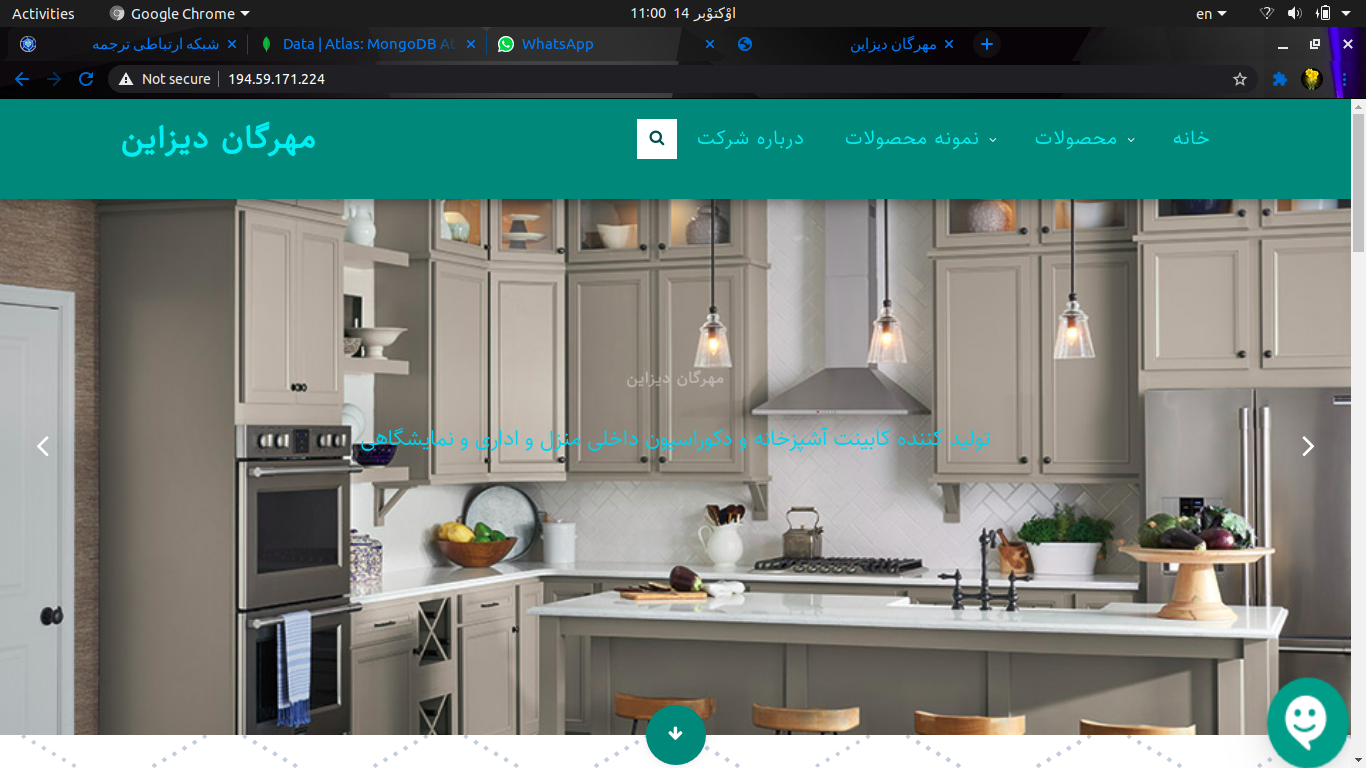 Activities
Google Chrome
11:00 14 اوْکتوْبر
en
شبکه ارتباطی ترجمه
Data | Atlas: MongoDB At
WhatsApp
مهرگان دیزاین
Not secure
194.59.171.224
خانه
محصولات
نمونه محصولات
درباره شرکت
مهرگان دیزاین
مهرگان دیزاین
تولید کننده کابینت آشپزخانه و دکوراسیون داخلی منزل و اداری و نمایشگاهی